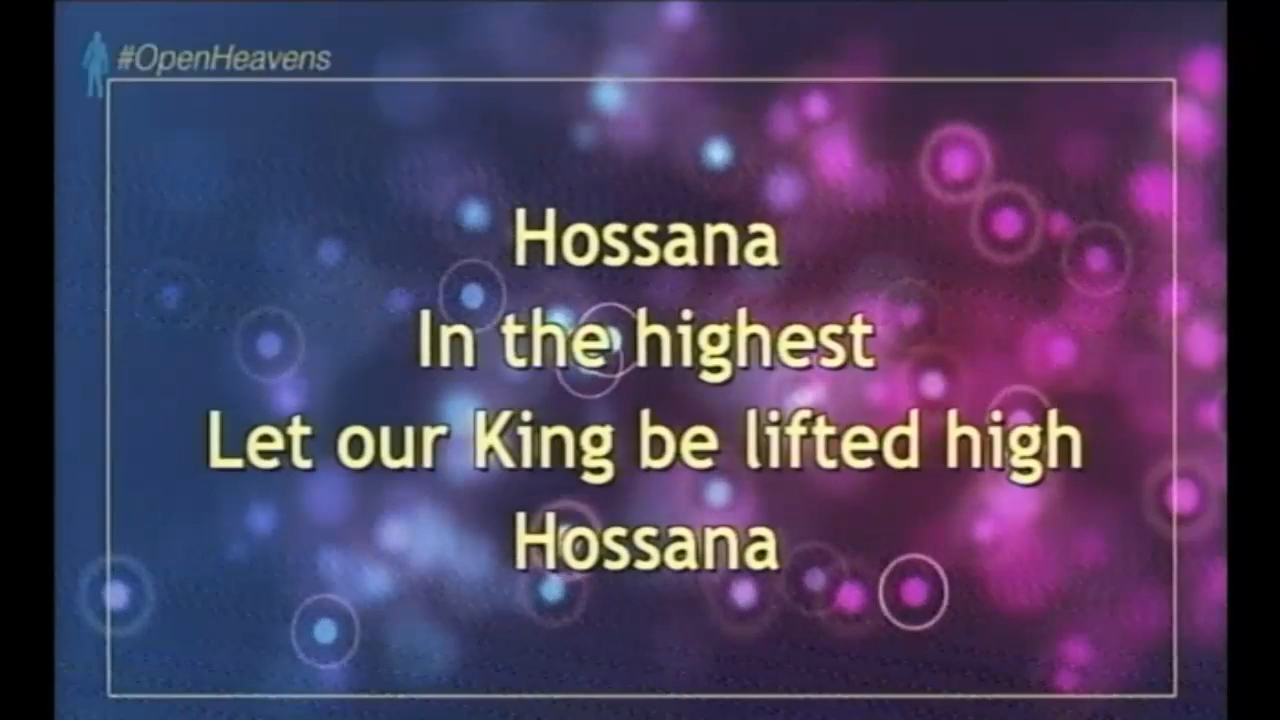 #OpenHeavens
Hossana
In the highest
Let our King be lifted high
Hossana